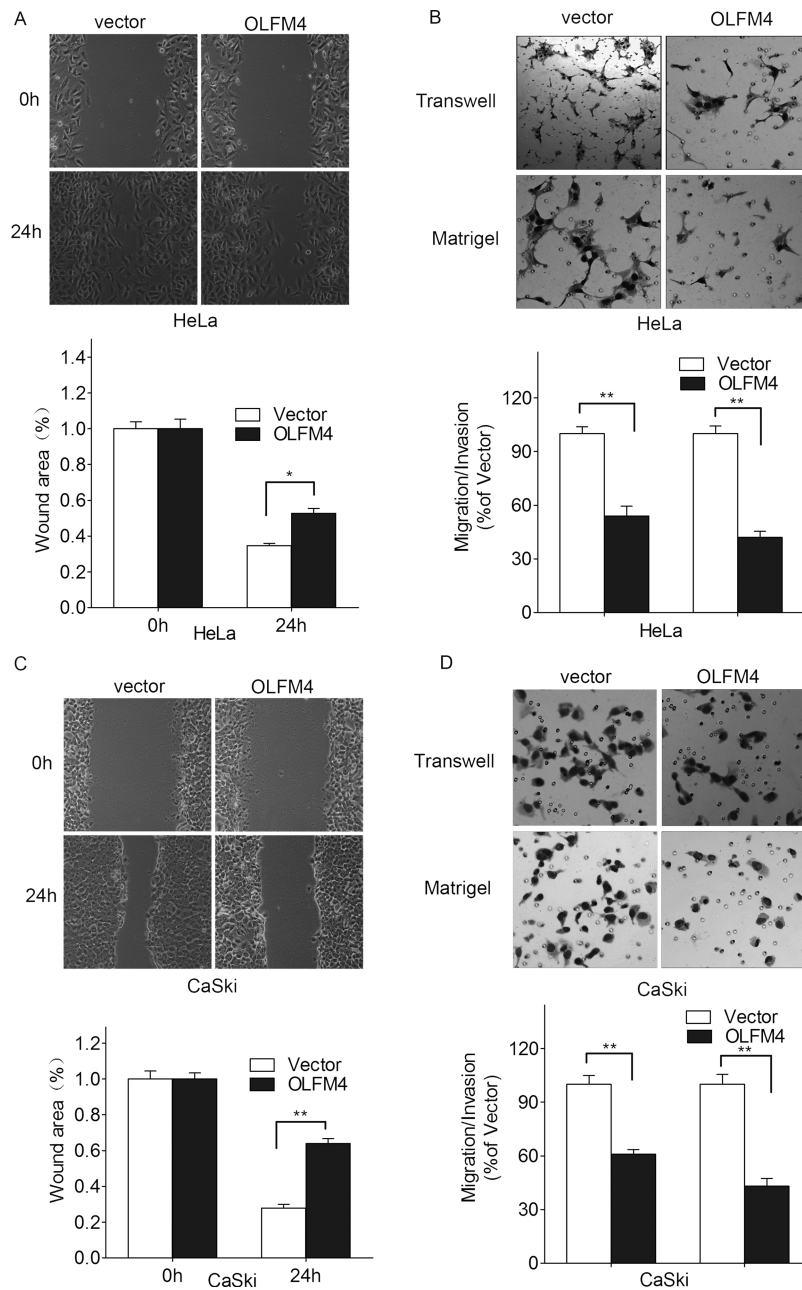 A
vector OLFM4
0h
24h
HeLa
Wound area (%)
1.4
1.2
1.0
0.8
0.6
0.4
0.2
0.0
Vector
OLFM4
*
0h 24h
HeLa
B
vector OLFM4
Transwell
Matrigel
HeLa
Migration/Invasion
(%of Vector)
120
90
60
30
0
Vector
OLFM4
** **
HeLa
C
vector OLFM4
0h
24h
CaSki
Wound area (%)
1.2
1.0
0.8
0.6
0.4
0.2
0.0
Vector
OLFM4
**
0h 24h
CaSki
D
vector OLFM4
Transwell
Matrigel
CaSki
Migration/Invasion
(%of Vector)
120
90
60
30
0
Vector
OLFM4
** **
CaSki